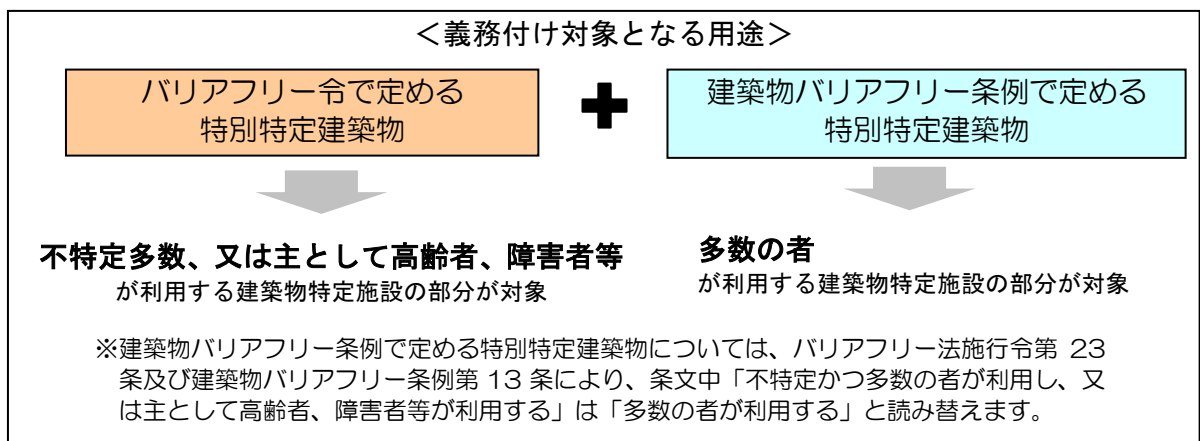 ＜義務付け対象となる用途＞
バリアフリー令で定める
特別特定建築物
建築物バリアフリー条例で定める
特別特定建築物
不特定多数、又は主として高齢者、障害者等
が利用する建築物特定施設の部分が対象
多数の者
が利用する建築物特定施設の部分が対象
※建築物バリアフリー条例で定める特別特定建築物については、バリアフリー法施行令第 23
条及び建築物バリアフリー条例第 13 条により、条文中「不特定かつ多数の者が利用し、又
は主として高齢者、障害者等が利用する」は「多数の者が利用する」と読み替えます。